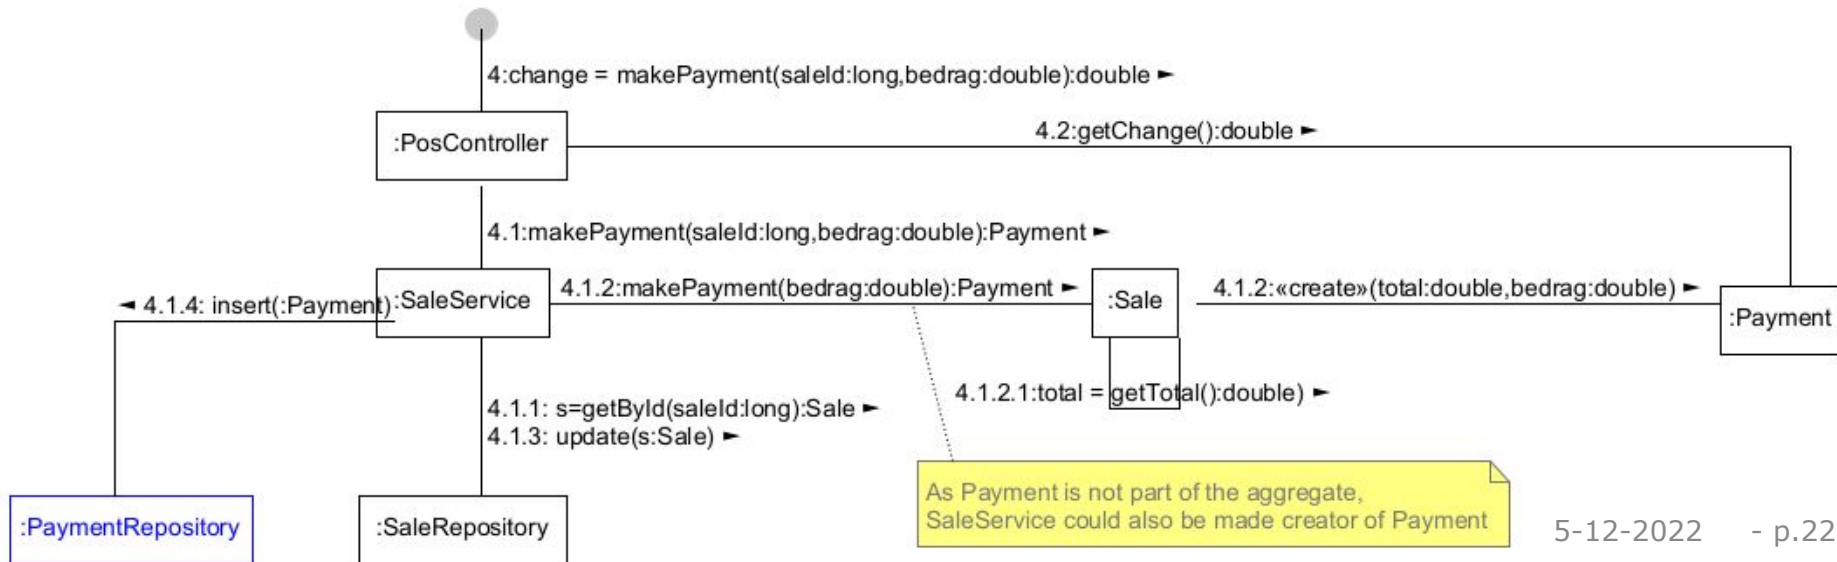 4:change = makePayment(saleId:long,bedrag:double):double ►
:PosController
4.2:getChange():double ►
4.1:makePayment(saleId:long,bedrag:double):Payment ►
◄ 4.1.4: insert(:Payment)
:SaleService
4.1.2:makePayment(bedrag:double):Payment ►
:Sale
4.1.2:«create»(total:double,bedrag:double) ►
:Payment
4.1.2.1:total = getTotal():double) ►
4.1.1: s=getById(saleId:long):Sale ►
4.1.3: update(s:Sale) ►
As Payment is not part of the aggregate,
SaleService could also be made creator of Payment
:PaymentRepository
:SaleRepository
5-12-2022 - p.22